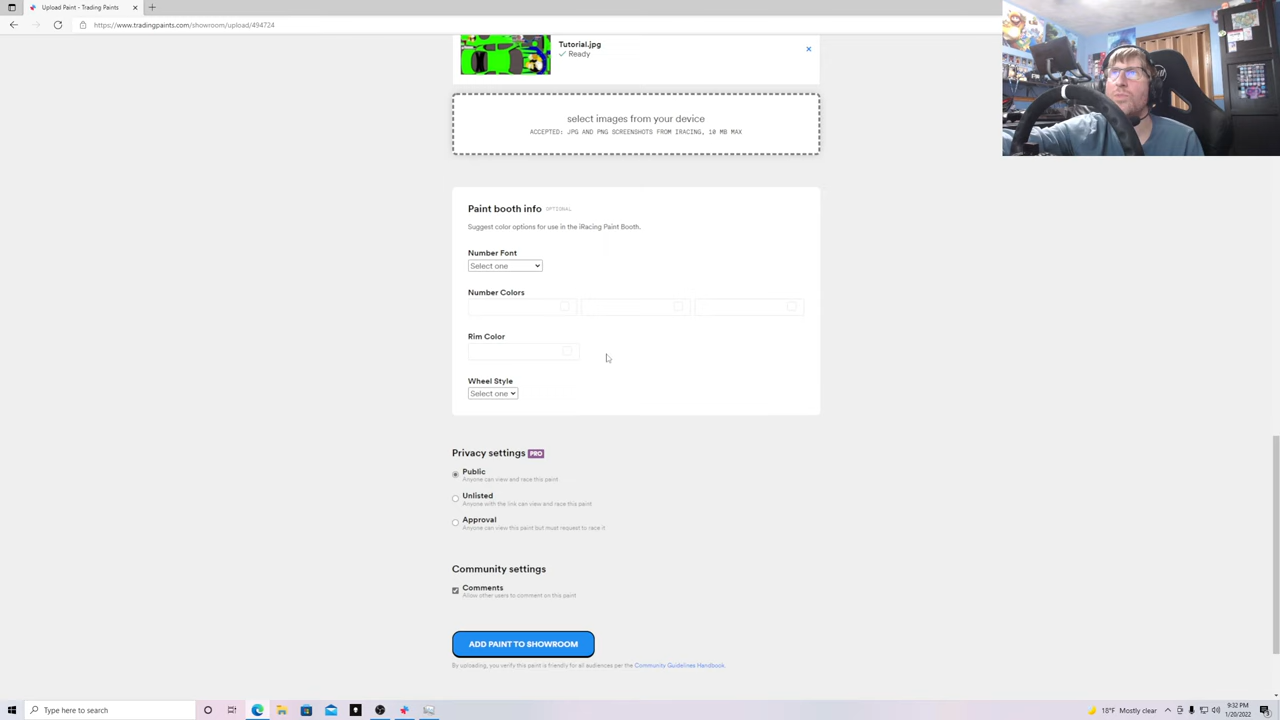 Upload Paint - Trading Paints
https://www.tradingpaints.com/showroom/upload/494724
Tutorial.jpg
Ready
select images from your device
ACCEPTED: JPG AND PNG SCREENSHOTS FROM IRACING, 10 MB MAX
Paint booth info OPTIONAL
Suggest color options for use in the iRacing Paint Booth.
Number Font
Select one
Number Colors
Rim Color
Wheel Style
Select one
Privacy settings PRO
Public
Anyone can view and race this paint
Unlisted
Anyone with the link can view and race this paint
Approval
Anyone can view this paint but must request to race it
Community settings
Comments
Allow other users to comment on this paint
ADD PAINT TO SHOWROOM
By uploading, you verify this paint is friendly for all audiences per the Community Guidelines Handbook.
Type here to search
18°F Mostly clear
9:32 PM
1/20/2022